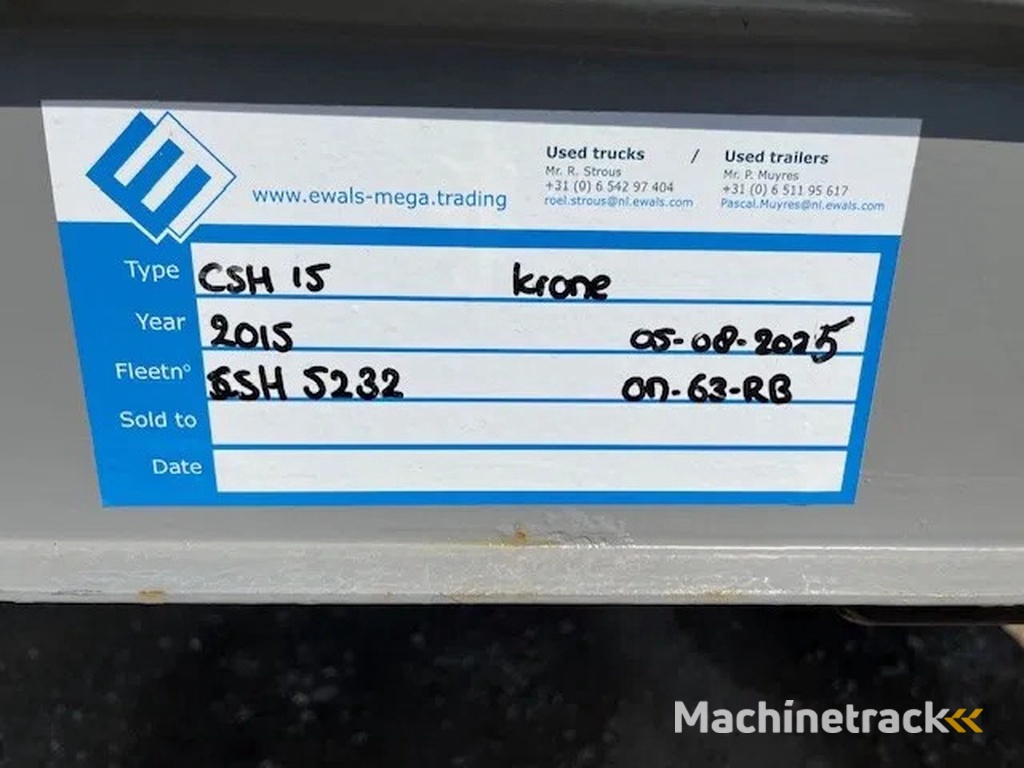 www.ewals-mega.trading
Used trucks / Used trailers
Mr. R. Strous Mr. P. Muyres
+31 (0) 6 542 97 404 +31 (0) 6 511 95 617
roel.strous@nl.ewals.com Pascal.Muyres@nl.ewals.com
Type CSH 15 krone
Year 2015 05-08-2025
Fleetn° CSH 5232 on-63-RB
Sold to
Date
Machinetrack